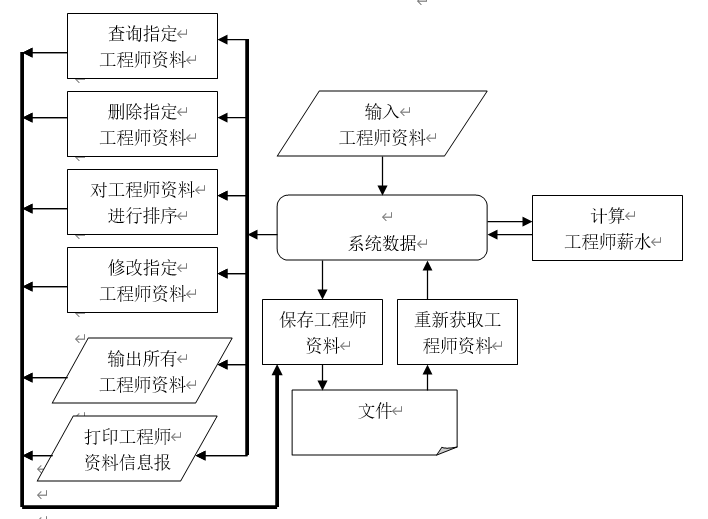 查询指定
工程师资料
删除指定
工程师资料
对工程师资料
进行排序
修改指定
工程师资料
输出所有
工程师资料
打印工程师
资料信息报
输入
工程师资料
系统数据
计算
工程师薪水
保存工程师
资料
重新获取工
程师资料
文件